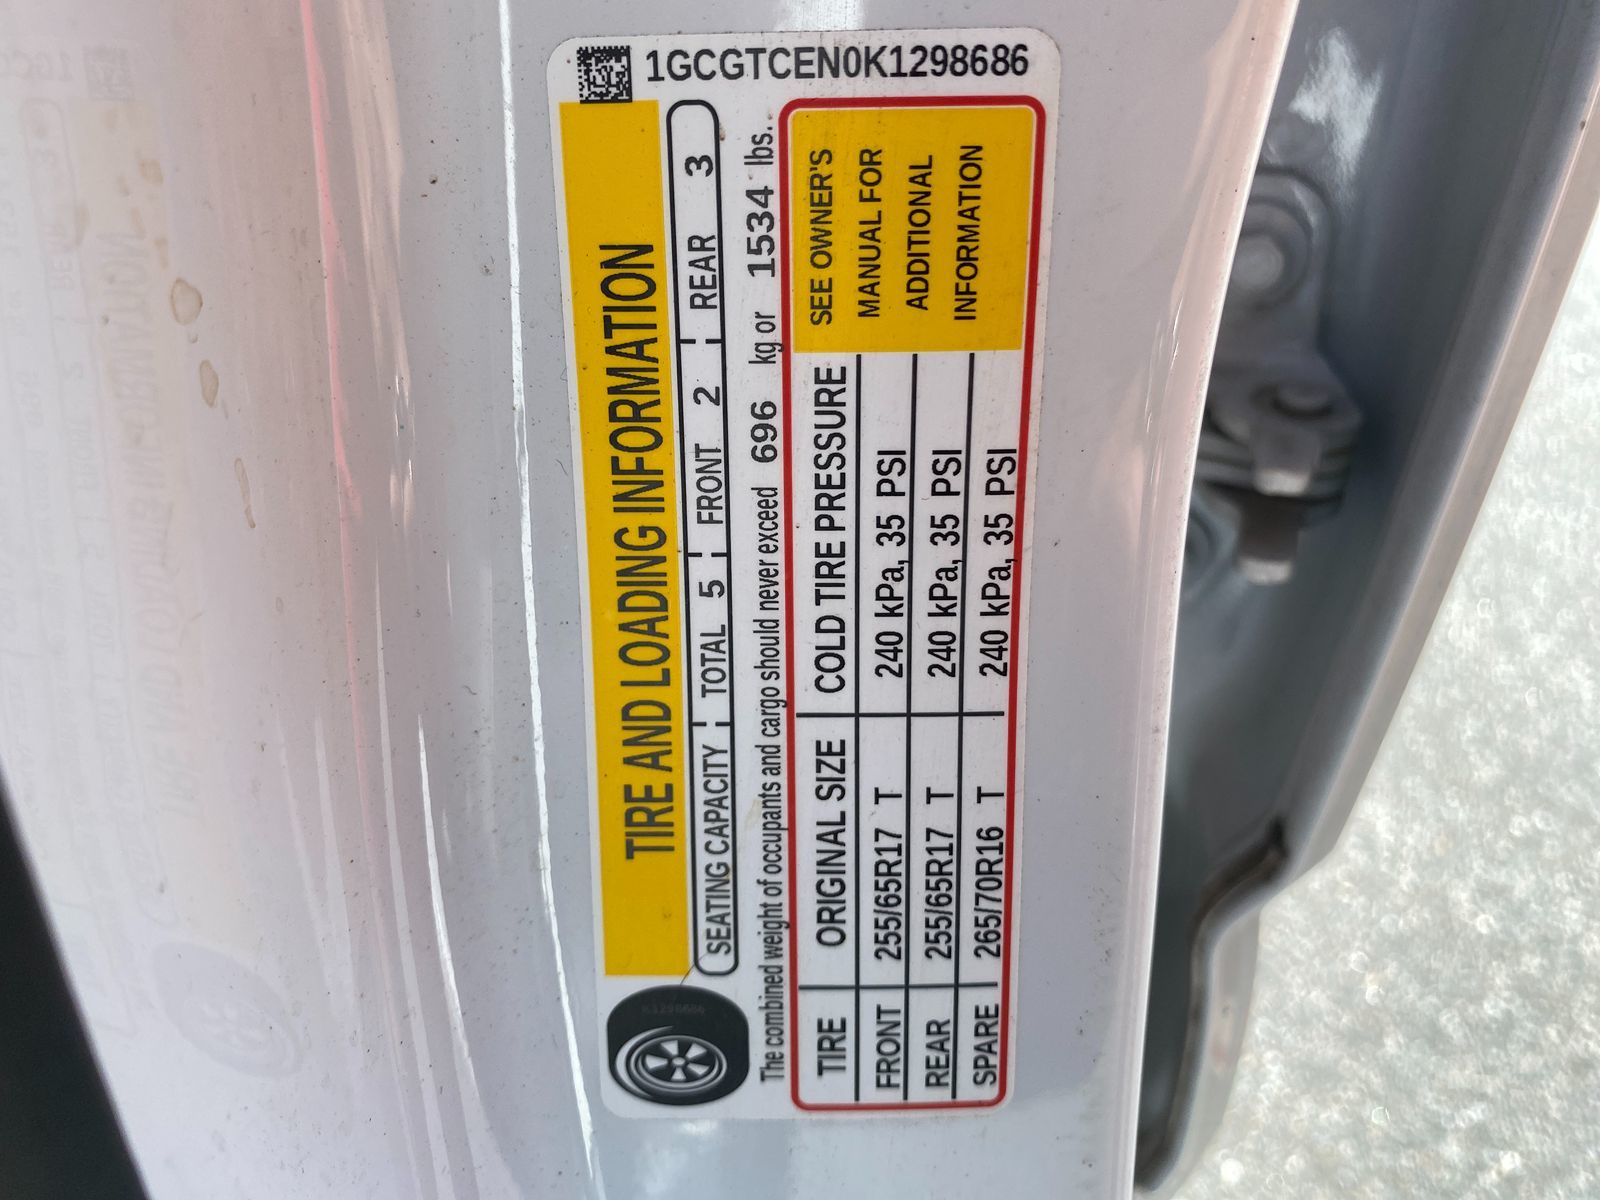 1GCGTCEN0K1298686
TIRE AND LOADING INFORMATION
SEATING CAPACITY TOTAL 5 FRONT 2 REAR 3
The combined weight of occupants and cargo should never exceed 696 kg or 1534 lbs.
TIRE ORIGINAL SIZE COLD TIRE PRESSURE
FRONT 255/65R17 T 240 kPa, 35 PSI
REAR 255/65R17 T 240 kPa, 35 PSI
SPARE 265/70R16 T 240 kPa, 35 PSI
SEE OWNER'S
MANUAL FOR
ADDITIONAL
INFORMATION
K1298686